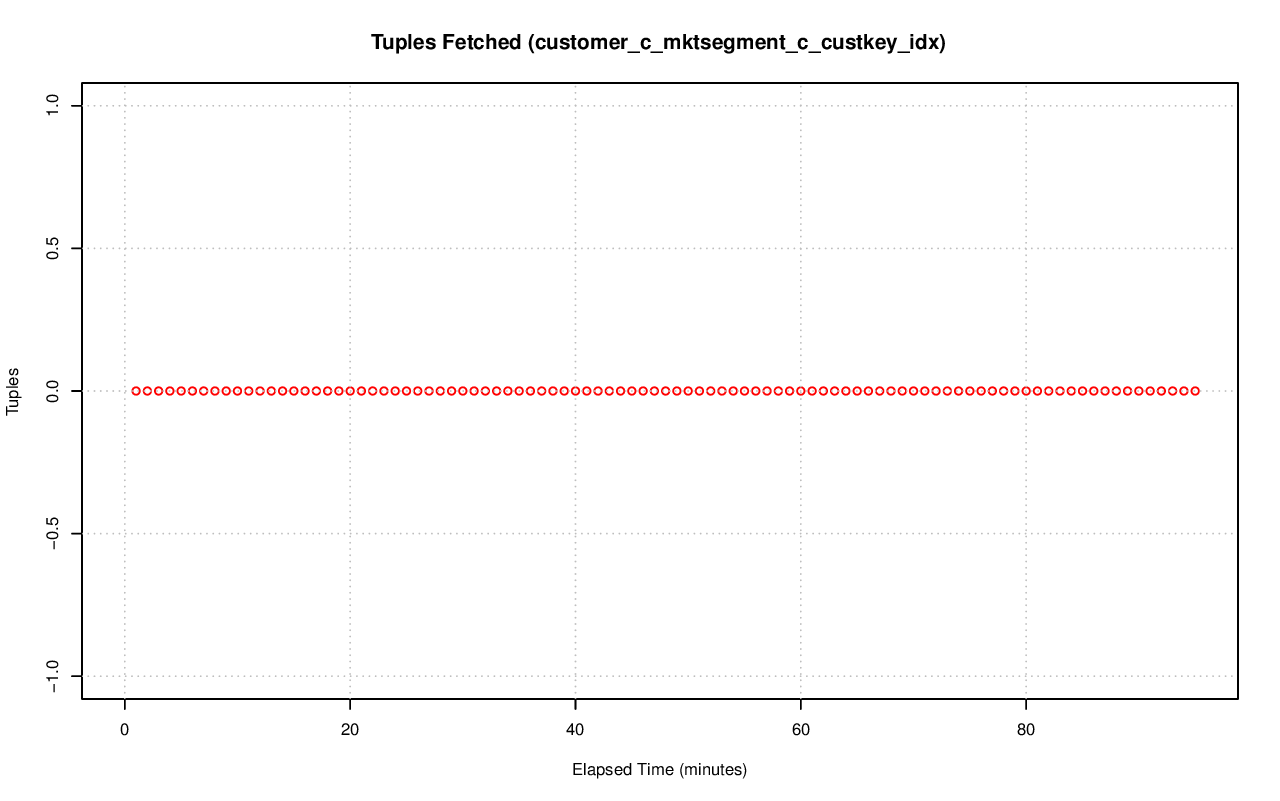 Tuples Fetched (customer_c_mktsegment_c_custkey_idx)
1.0
0.5
0.0
−0.5
−1.0
Tuples
0 20 40 60 80
Elapsed Time (minutes)